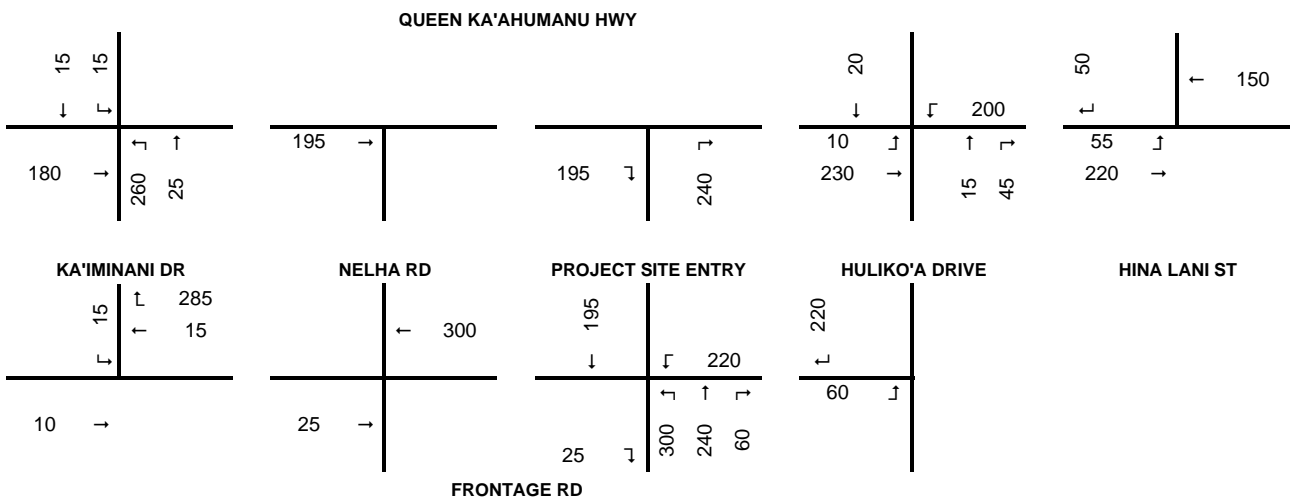 QUEEN KA'AHUMANU HWY
15 15 20 50
← 150
↓ ↳ ↓ ↲ 200 ↲
195 → ↱ 10 ↑ ↑ ↱ 55 ↑
180 → ↰ ↑ 195 ↴ 230 → 220 →
260 25 240 15 45
KA'IMINANI DR NELHA RD PROJECT SITE ENTRY HULIKO'A DRIVE HINA LANI ST
15 ↑ 285 195 220
← 15 ← 300
↳ ↓ ↲ 220 ↲
↰ ↑ ↱ 60 ↑
10 → 25 → 25 ↴ 300 240 60
FRONTAGE RD